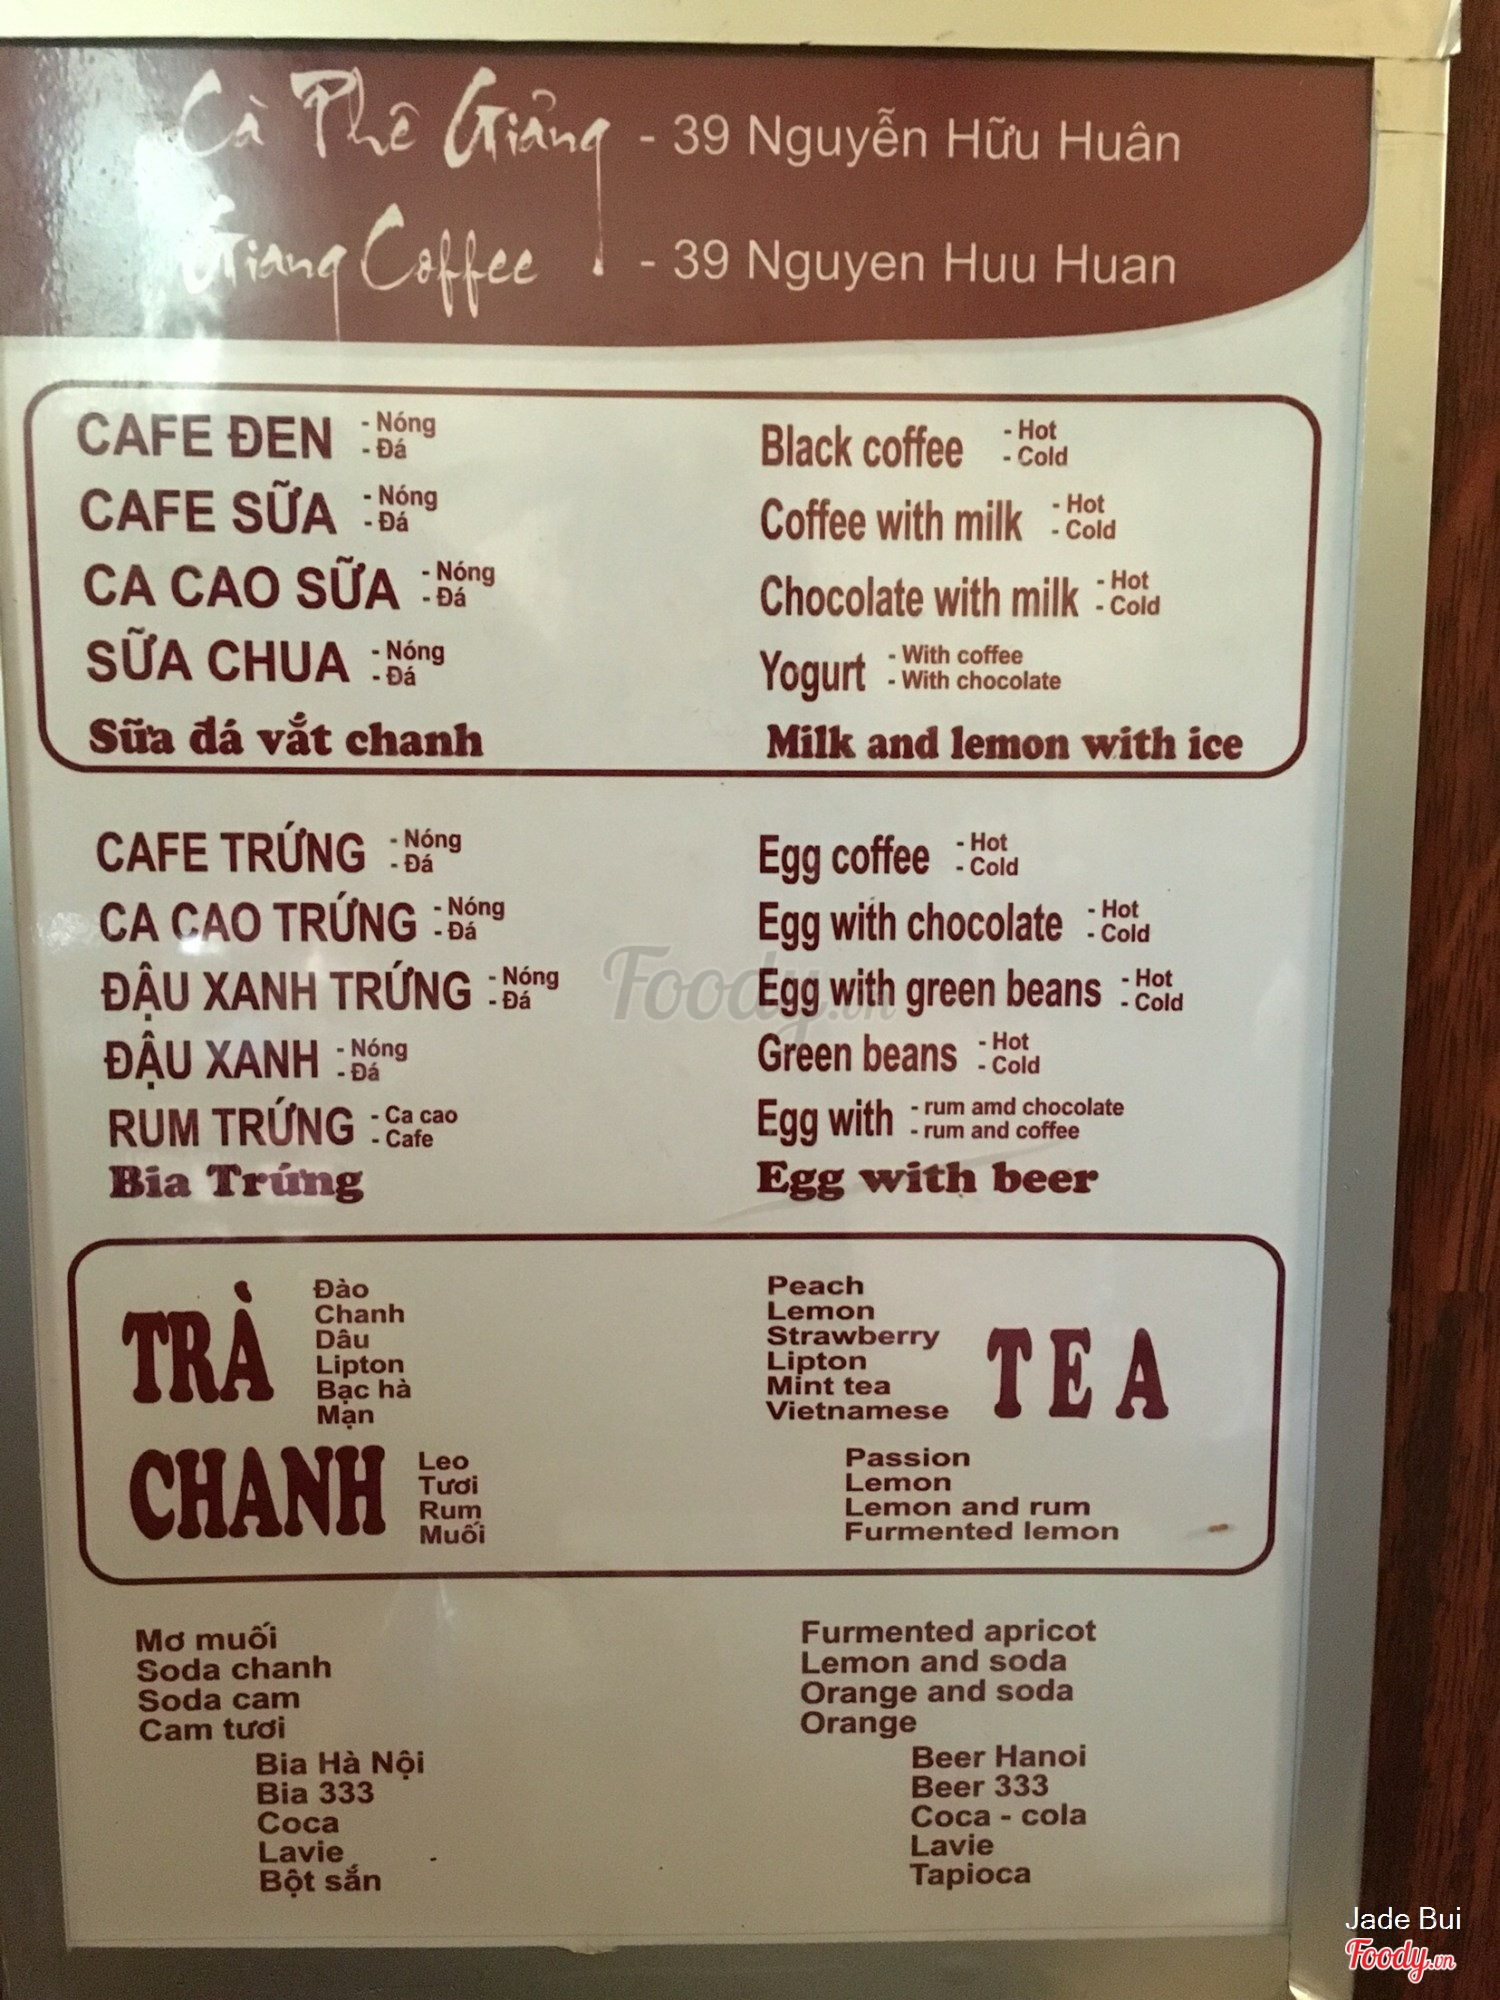 Cà Phê Giảng - 39 Nguyễn Hữu Huân
Giang Coffee - 39 Nguyen Huu Huan
CAFE ĐEN - Nóng - Đá
CAFE SỮA - Nóng - Đá
CA CAO SỮA - Nóng - Đá
SỮA CHUA - Nóng - Đá
Sữa đá vắt chanh
Black coffee - Hot - Cold
Coffee with milk - Hot - Cold
Chocolate with milk - Hot - Cold
Yogurt - With coffee - With chocolate
Milk and lemon with ice
CAFE TRỨNG - Nóng - Đá
CA CAO TRỨNG - Nóng - Đá
ĐẬU XANH TRỨNG - Nóng - Đá
ĐẬU XANH - Nóng - Đá
RUM TRỨNG - Ca cao - Cafe
Bia Trứng
Egg coffee - Hot - Cold
Egg with chocolate - Hot - Cold
Egg with green beans - Hot - Cold
Green beans - Hot - Cold
Egg with - rum amd chocolate - rum and coffee
Egg with beer
Foody.vn
TRÀ
Đào
Chanh
Dâu
Lipton
Bạc hà
Mạn
CHANH
Leo
Tươi
Rum
Muối
Peach
Lemon
Strawberry
Lipton
Mint tea
Vietnamese
TEA
Passion
Lemon
Lemon and rum
Furmented lemon
Mơ muối
Soda chanh
Soda cam
Cam tươi
Bia Hà Nội
Bia 333
Coca
Lavie
Bột sắn
Furmented apricot
Lemon and soda
Orange and soda
Orange
Beer Hanoi
Beer 333
Coca - cola
Lavie
Tapioca
Jade Bui
Foody.vn